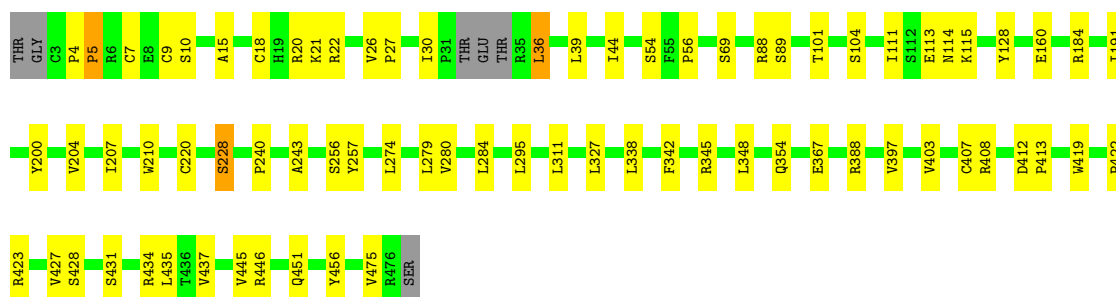 THR GLY C3 P4 P5 R6 C7 E8 C9 S10 A15 C18 H19 R20 K21 R22 V26 P27 I30 P31 THR GLU THR R35 L36 L39 I44 S54 F55 P56 S69 R88 S89 T101 S104 I111 S112 E113 N114 K115 Y128 E160 R184
Y200 V204 I207 W210 C220 S228 P240 A243 S256 Y257 L274 L279 V280 L284 L295 L311 L327 L338 F342 R345 L348 Q354 E367 R388 V397 V403 C407 R408 D412 P413 W419
R423 V427 S428 S431 R434 L435 T436 V437 V445 R446 Q451 Y456 V475 R476 SER